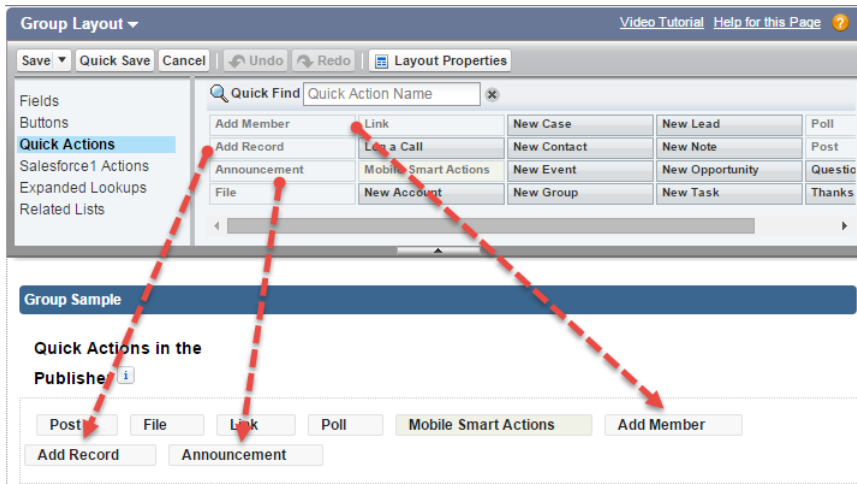 Group Layout Video Tutorial Help for this Page ?
Save Quick Save Cancel Undo Redo Layout Properties
Fields
Buttons
Quick Actions
Salesforce1 Actions
Expanded Lookups
Related Lists
Quick Find Quick Action Name
Add Member Link New Case New Lead Poll
Add Record Log a Call New Contact New Note Post
Announcement Mobile Smart Actions New Event New Opportunity Questio
File New Account New Group New Task Thanks
Group Sample
Quick Actions in the
Publisher i
Post File Link Poll Mobile Smart Actions Add Member
Add Record Announcement